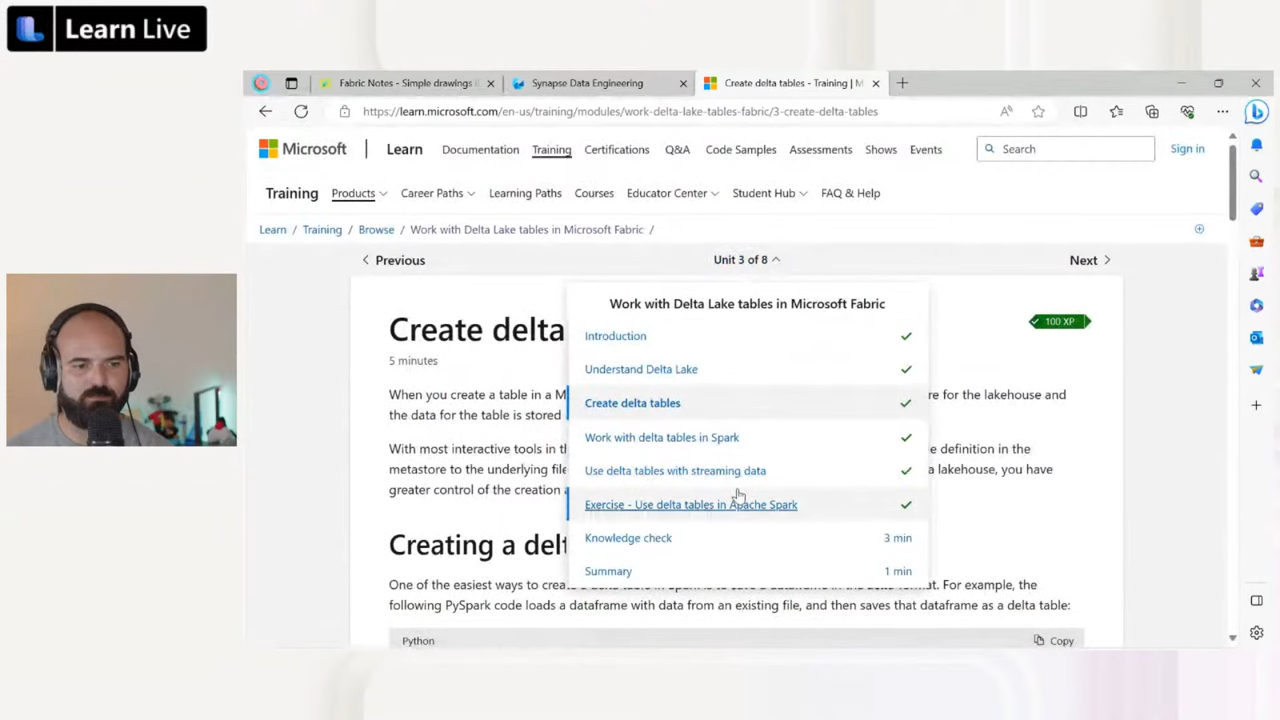 Learn Live
Fabric Notes - Simple drawings
Synapse Data Engineering
Create delta tables - Training | M
https://learn.microsoft.com/en-us/training/modules/work-delta-lake-tables-fabric/3-create-delta-tables
Microsoft
Learn
Documentation
Training
Certifications
Q&A
Code Samples
Assessments
Shows
Events
Search
Sign in
Training
Products
Career Paths
Learning Paths
Courses
Educator Center
Student Hub
FAQ & Help
Learn / Training / Browse / Work with Delta Lake tables in Microsoft Fabric /
Previous
Unit 3 of 8
Next
Work with Delta Lake tables in Microsoft Fabric
Introduction
Understand Delta Lake
Create delta tables
Work with delta tables in Spark
Use delta tables with streaming data
Exercise - Use delta tables in Apache Spark
Knowledge check 3 min
Summary 1 min
Create delta
100 XP
5 minutes
When you create a table in a M
re for the lakehouse and
the data for the table is stored
With most interactive tools in th
e definition in the
metastore to the underlying file
a lakehouse, you have
greater control of the creation a
Creating a delt
One of the easiest ways to create
format. For example, the
following PySpark code loads a dataframe with data from an existing file, and then saves that dataframe as a delta table:
Python
Copy